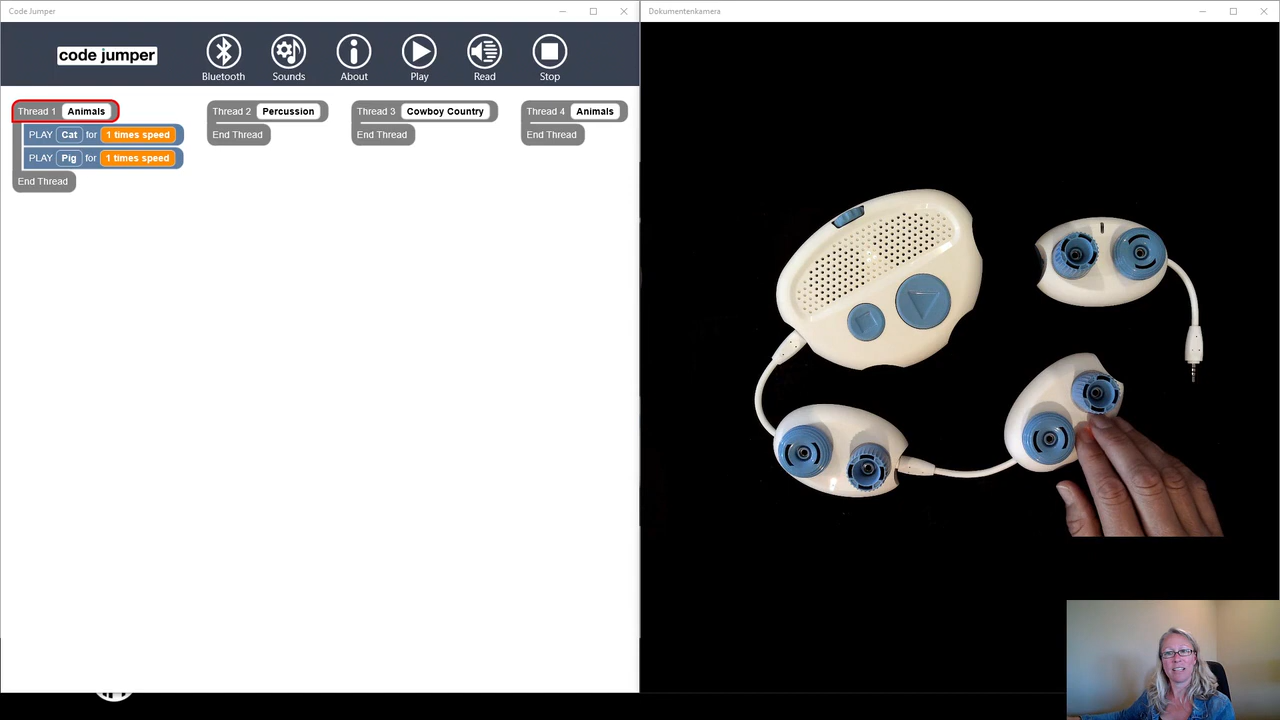 Code Jumper
Dokumentenkamera
code jumper
Bluetooth
Sounds
About
Play
Read
Stop
Thread 1 Animals
PLAY Cat for 1 times speed
PLAY Pig for 1 times speed
End Thread
Thread 2 Percussion
End Thread
Thread 3 Cowboy Country
End Thread
Thread 4 Animals
End Thread